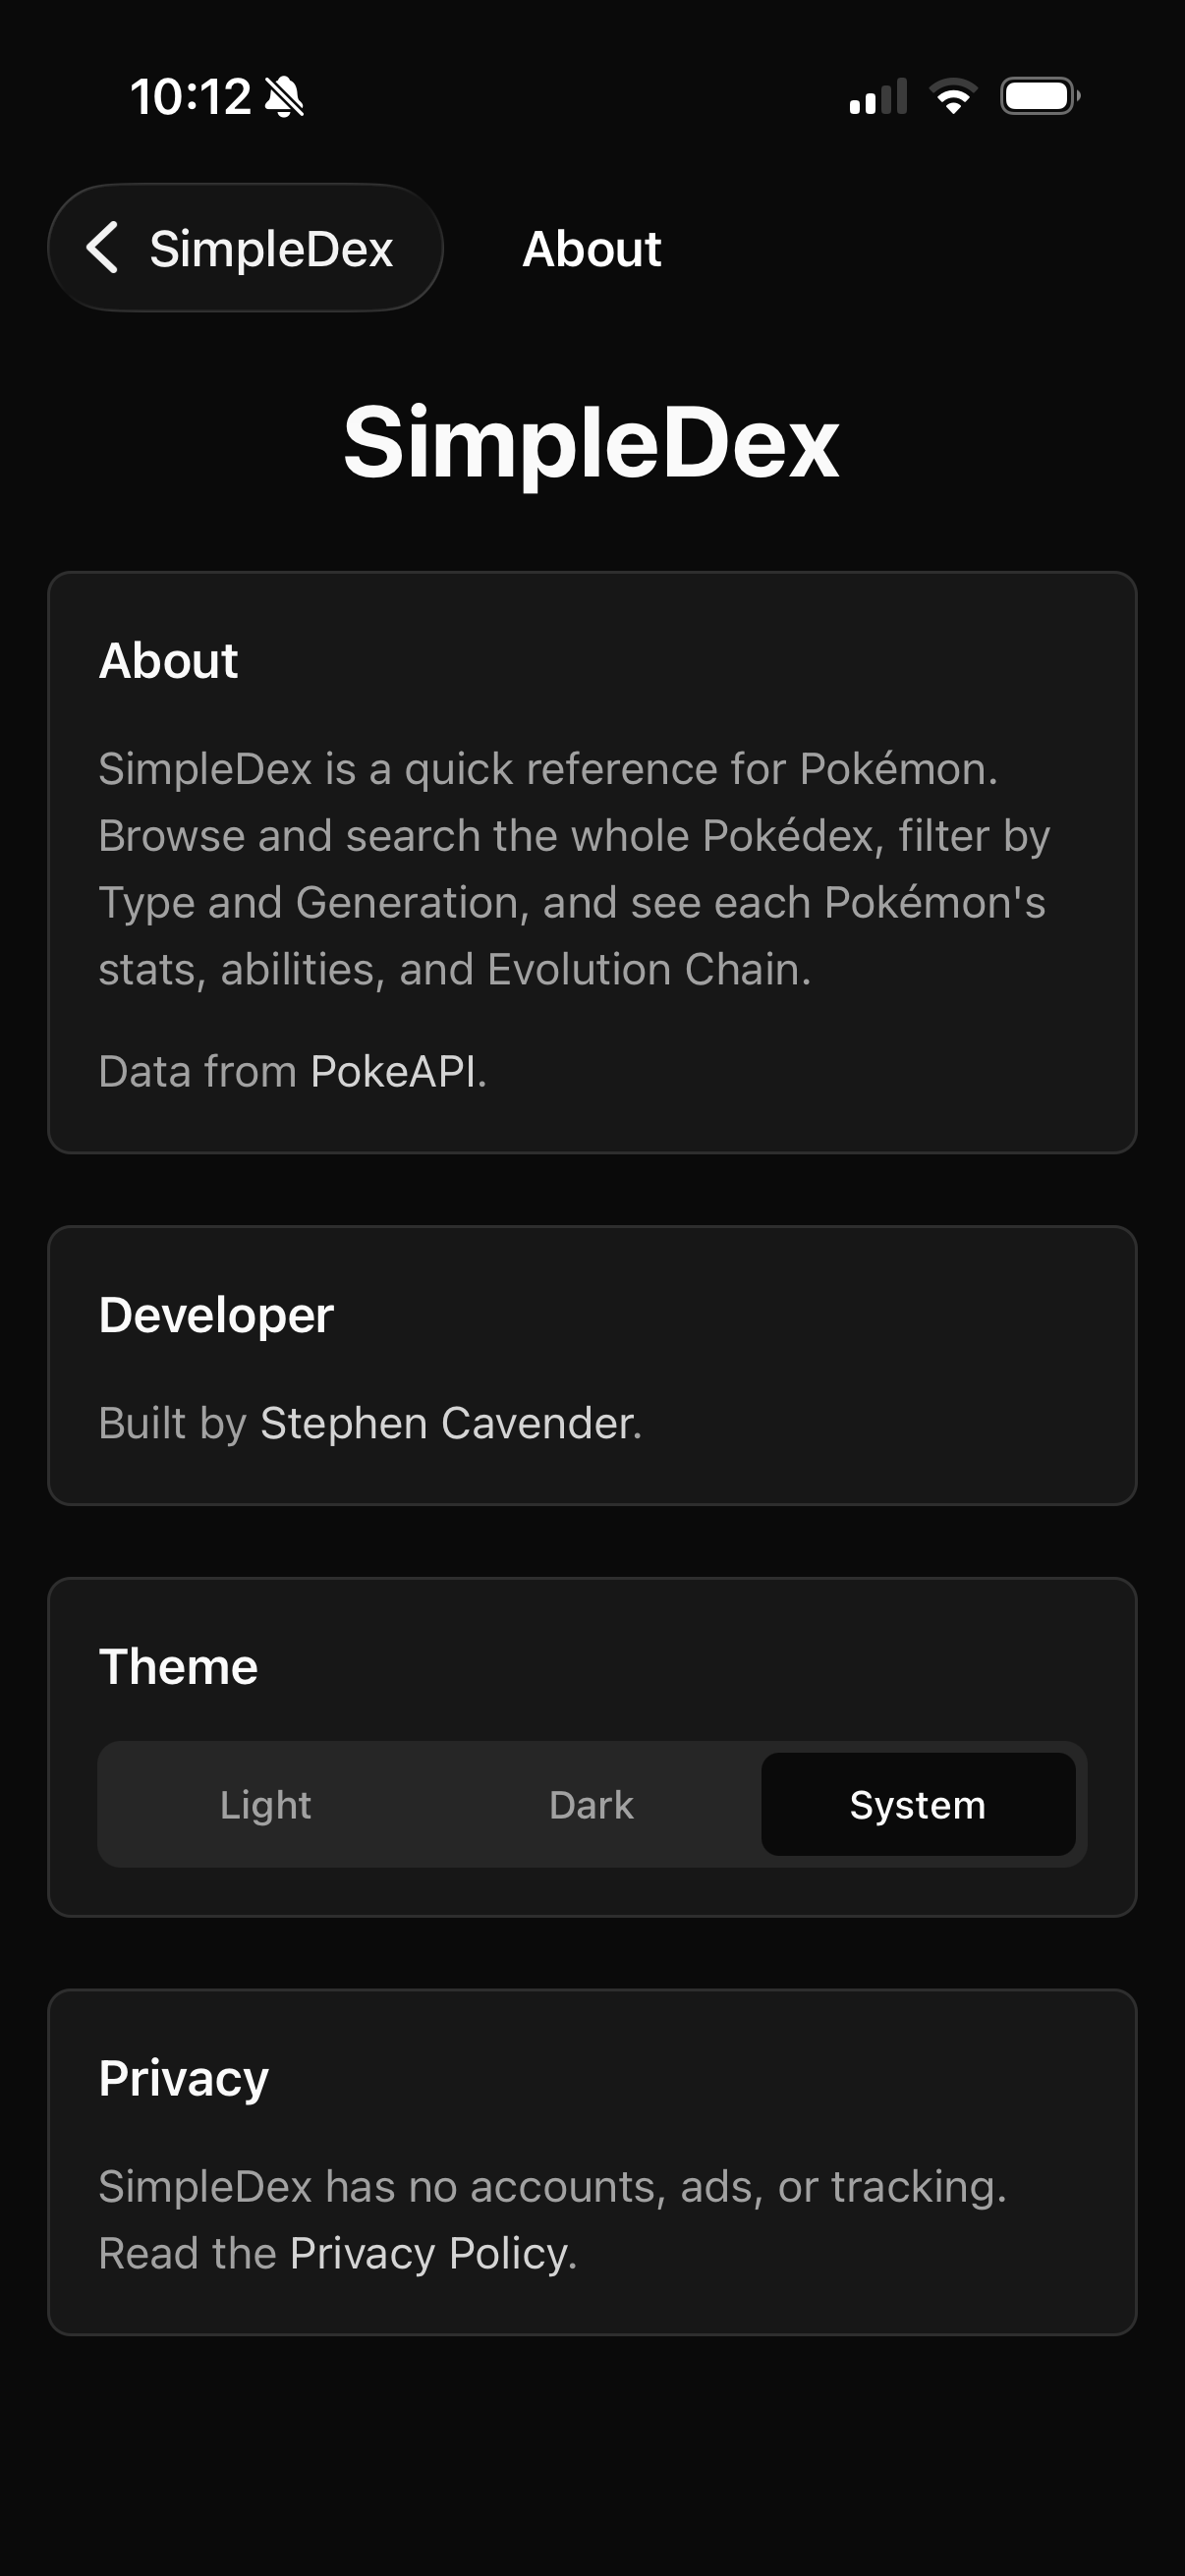 10:12
SimpleDex
About
SimpleDex
About
SimpleDex is a quick reference for Pokémon.
Browse and search the whole Pokédex, filter by
Type and Generation, and see each Pokémon's
stats, abilities, and Evolution Chain.
Data from PokeAPI.
Developer
Built by Stephen Cavender.
Theme
Light
Dark
System
Privacy
SimpleDex has no accounts, ads, or tracking.
Read the Privacy Policy.